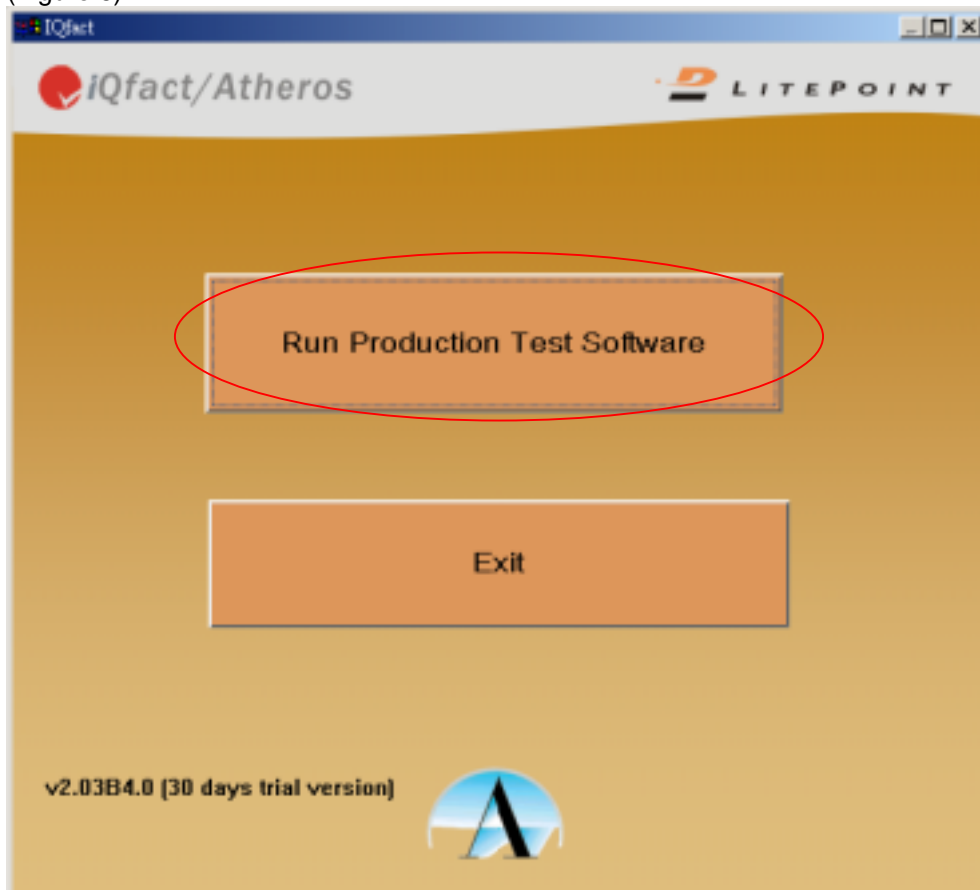 IQfact
iQfact/Atheros
LITEPOINT
Run Production Test Software
Exit
v2.03B4.0 (30 days trial version)